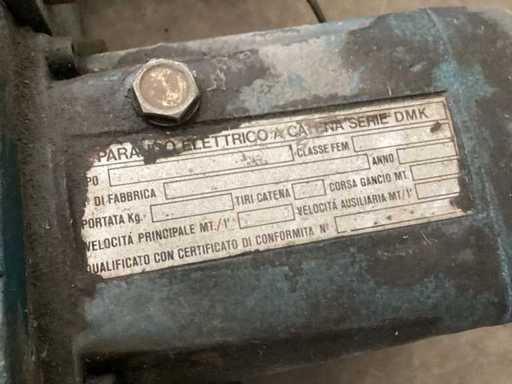 PARANCO ELETTRICO A CATENA SERIE DMK
PO CLASSE FEM
DI FABBRICA ANNO
PORTATA Kg. TIRI CATENA CORSA GANCIO MT.
VELOCITÀ PRINCIPALE MT./1' VELOCITÀ AUSILIARIA MT/1'
QUALIFICATO CON CERTIFICATO DI CONFORMITÀ N°